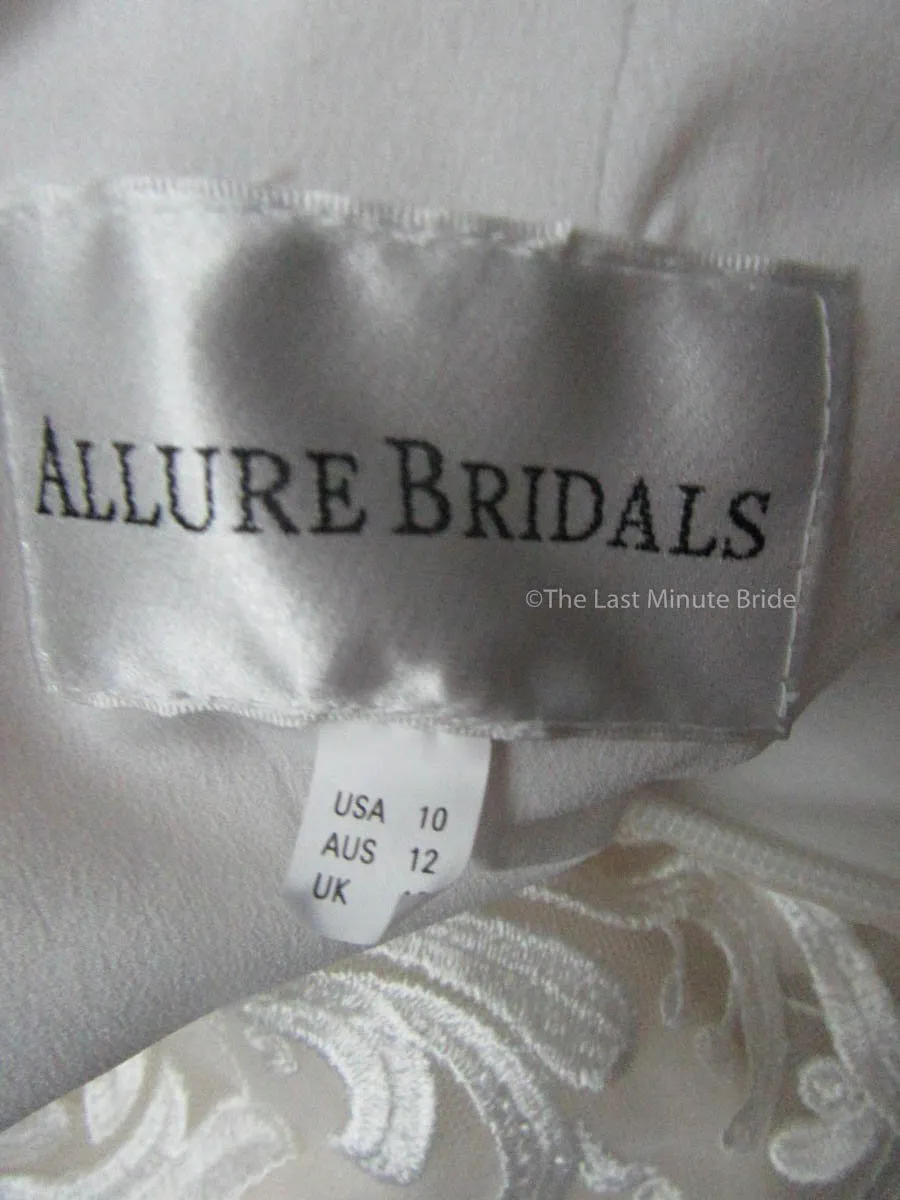 ALLURE BRIDALS
©The Last Minute Bride
USA 10
AUS 12
UK